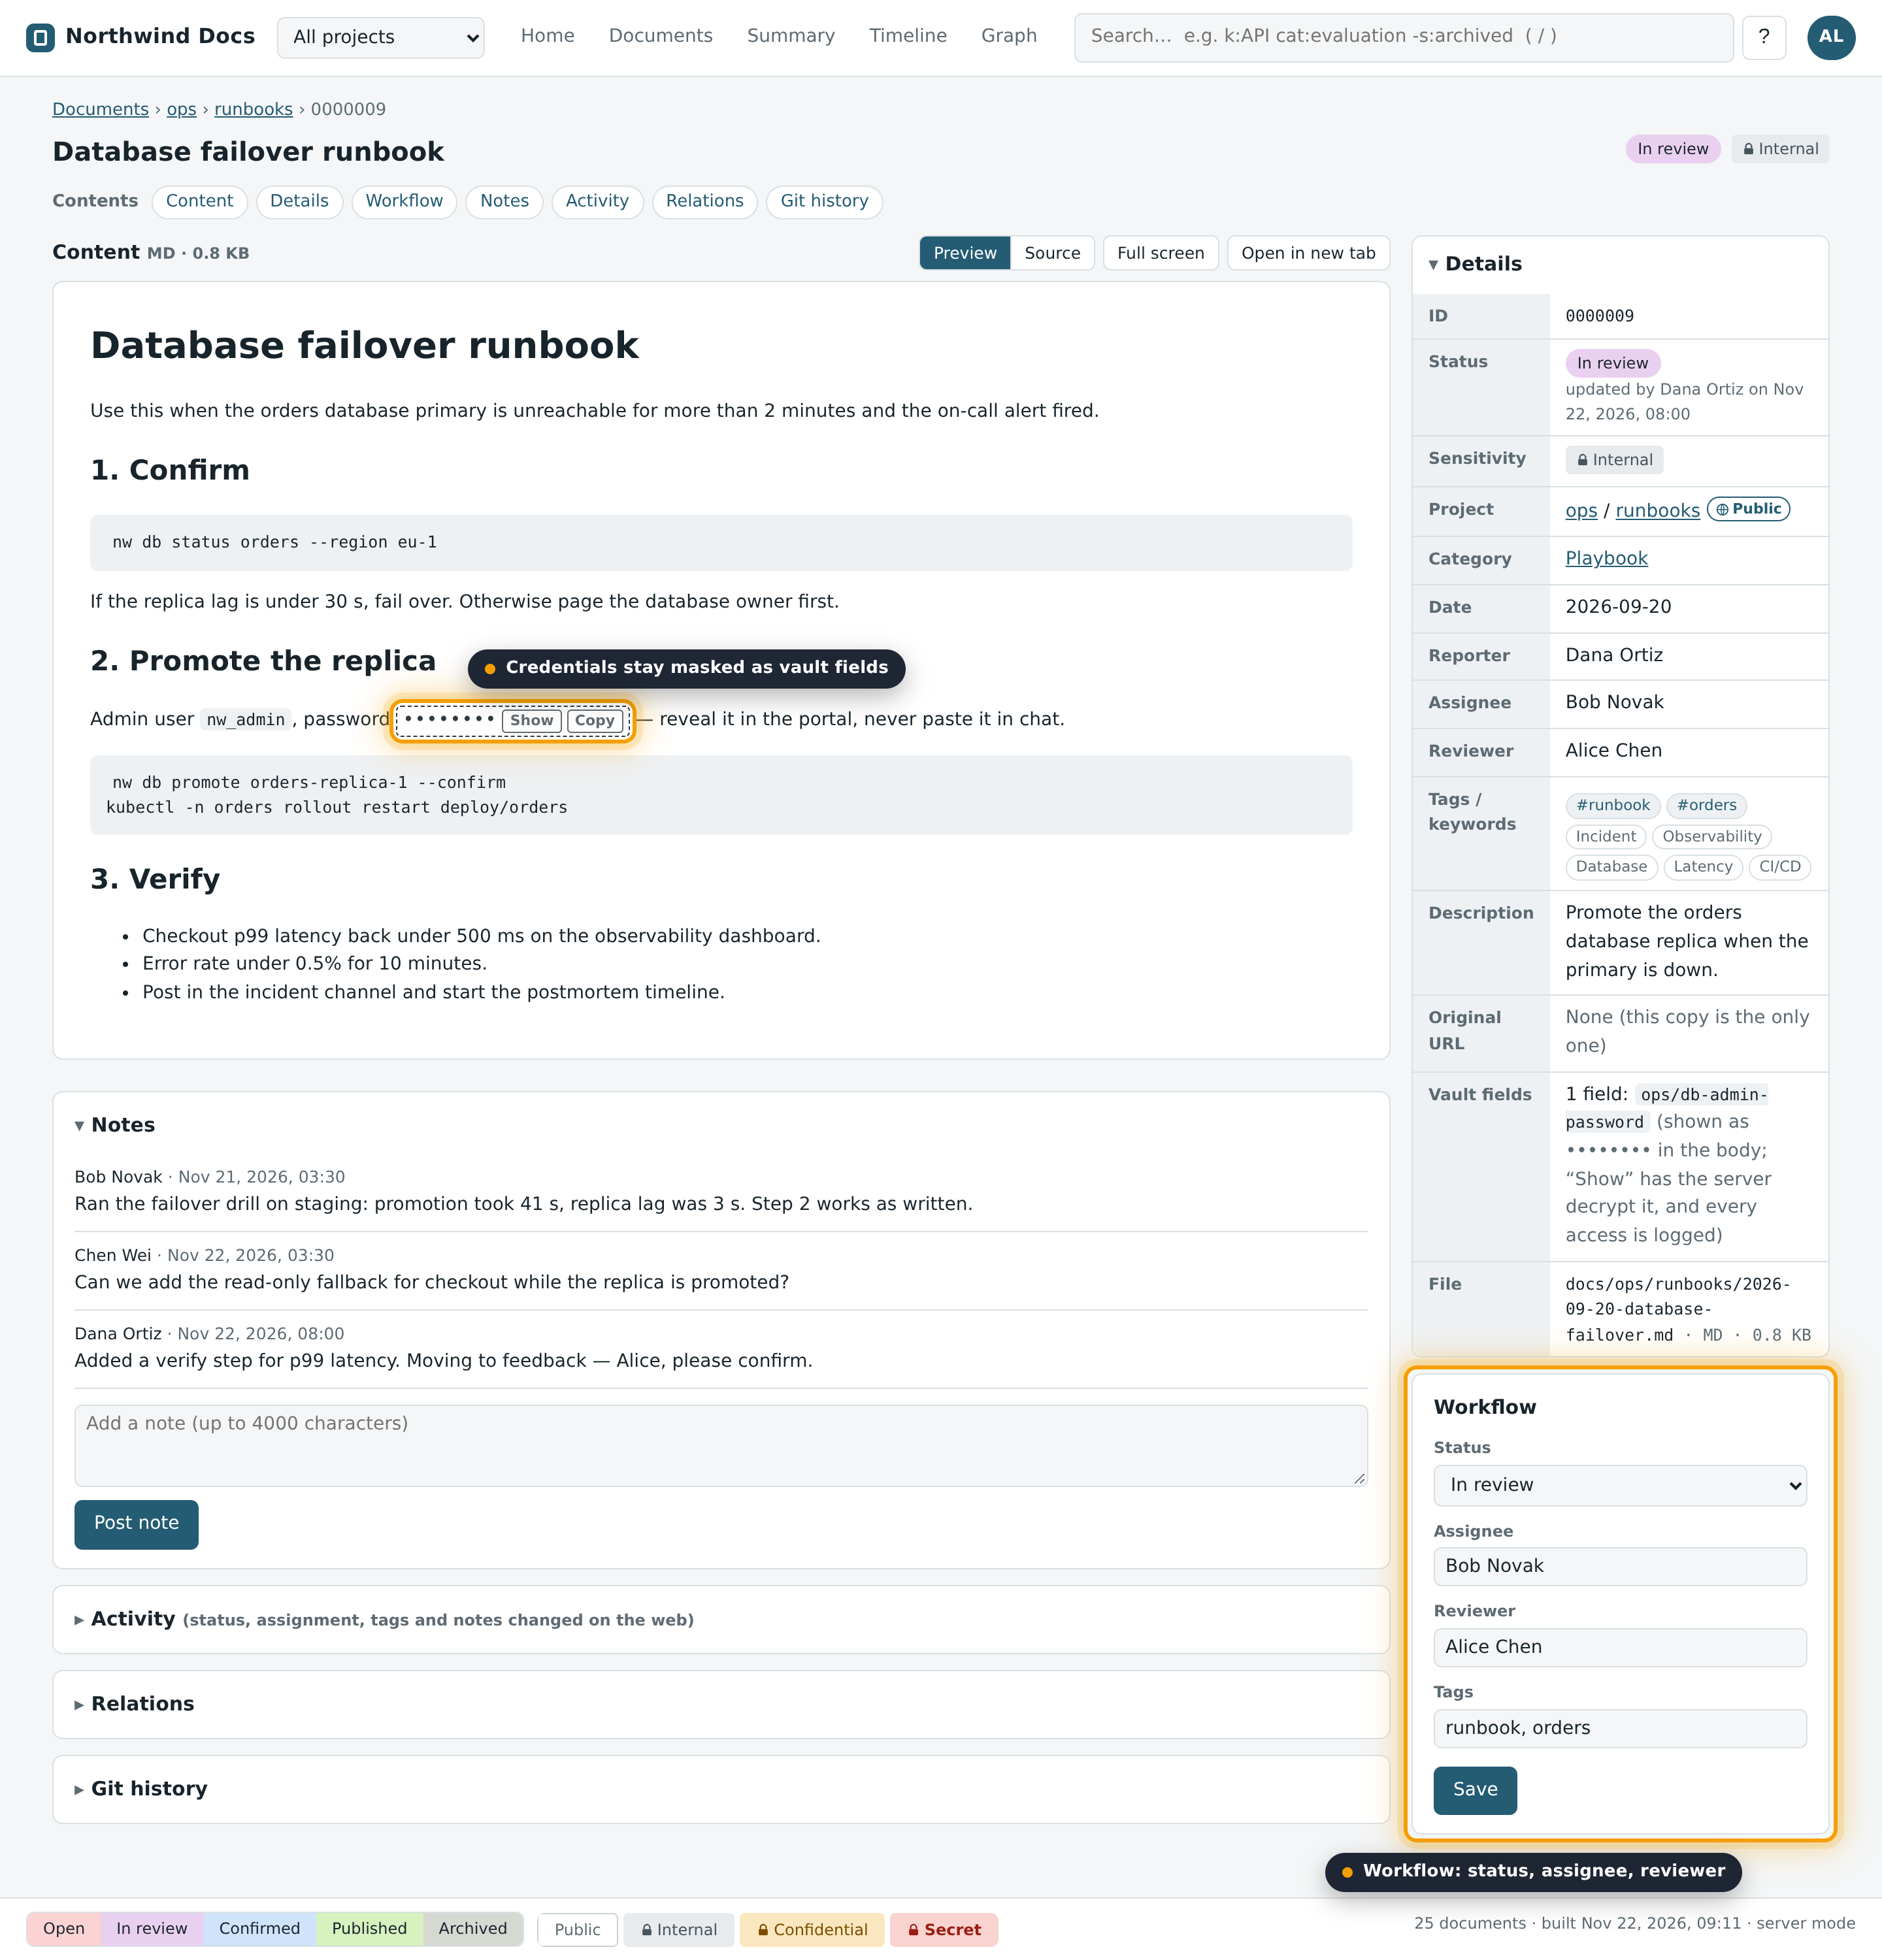 Northwind Docs
All projects
Home
Documents
Summary
Timeline
Graph
Search… e.g. k:API cat:evaluation -s:archived ( / )
?
AL
Documents › ops › runbooks › 0000009
Database failover runbook
In review
Internal
Contents
Content
Details
Workflow
Notes
Activity
Relations
Git history
Content MD · 0.8 KB
Preview
Source
Full screen
Open in new tab
Database failover runbook
Use this when the orders database primary is unreachable for more than 2 minutes and the on-call alert fired.
1. Confirm
nw db status orders --region eu-1
If the replica lag is under 30 s, fail over. Otherwise page the database owner first.
2. Promote the replica
Credentials stay masked as vault fields
Admin user nw_admin, password •••••••• Show Copy — reveal it in the portal, never paste it in chat.
nw db promote orders-replica-1 --confirm
kubectl -n orders rollout restart deploy/orders
3. Verify
• Checkout p99 latency back under 500 ms on the observability dashboard.
• Error rate under 0.5% for 10 minutes.
• Post in the incident channel and start the postmortem timeline.
▾ Notes
Bob Novak · Nov 21, 2026, 03:30
Ran the failover drill on staging: promotion took 41 s, replica lag was 3 s. Step 2 works as written.
Chen Wei · Nov 22, 2026, 03:30
Can we add the read-only fallback for checkout while the replica is promoted?
Dana Ortiz · Nov 22, 2026, 08:00
Added a verify step for p99 latency. Moving to feedback — Alice, please confirm.
Add a note (up to 4000 characters)
Post note
▸ Activity (status, assignment, tags and notes changed on the web)
▸ Relations
▸ Git history
▾ Details
ID
0000009
Status
In review
updated by Dana Ortiz on Nov
22, 2026, 08:00
Sensitivity
Internal
Project
ops / runbooks Public
Category
Playbook
Date
2026-09-20
Reporter
Dana Ortiz
Assignee
Bob Novak
Reviewer
Alice Chen
Tags /
keywords
#runbook #orders
Incident Observability
Database Latency CI/CD
Description
Promote the orders
database replica when the
primary is down.
Original
URL
None (this copy is the only
one)
Vault fields
1 field: ops/db-admin-
password (shown as
•••••••• in the body;
“Show” has the server
decrypt it, and every
access is logged)
File
docs/ops/runbooks/2026-
09-20-database-
failover.md · MD · 0.8 KB
Workflow
Status
In review
Assignee
Bob Novak
Reviewer
Alice Chen
Tags
runbook, orders
Save
Workflow: status, assignee, reviewer
Open
In review
Confirmed
Published
Archived
Public
Internal
Confidential
Secret
25 documents · built Nov 22, 2026, 09:11 · server mode